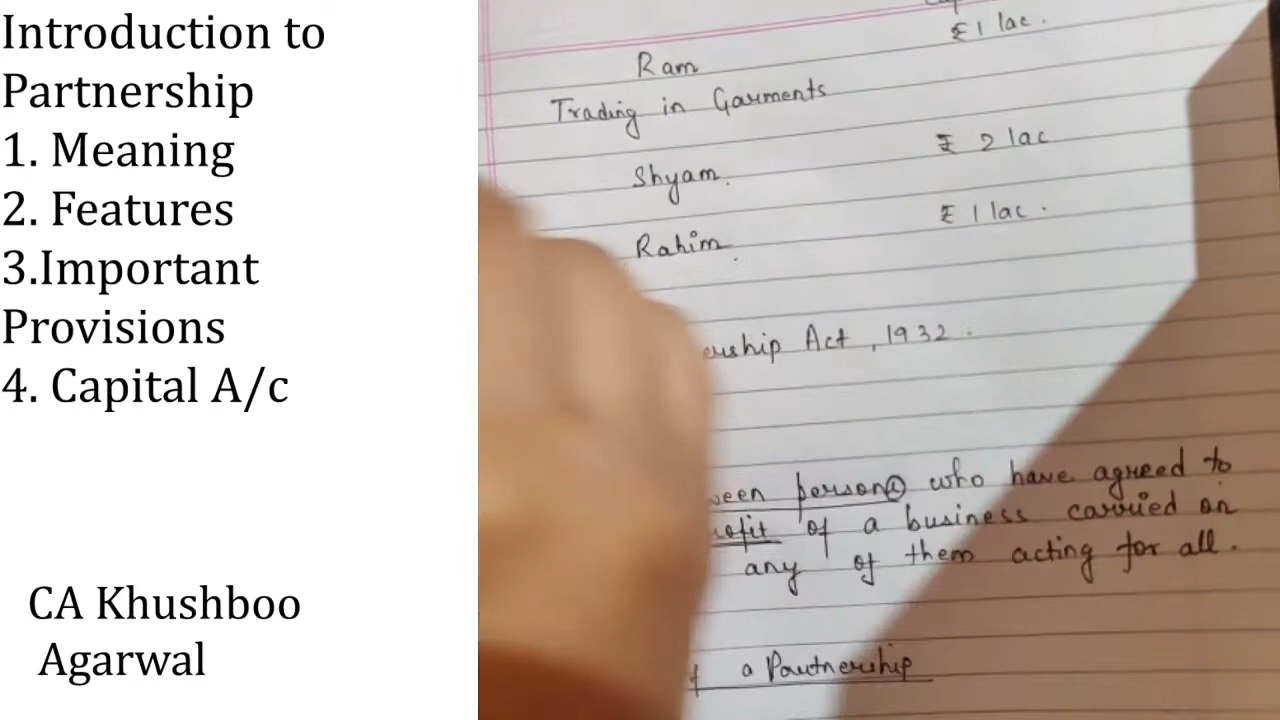 Introduction to
Partnership
1. Meaning
2. Features
3.Important
Provisions
4. Capital A/c
CA Khushboo
Agarwal
₹ 1 lac.
Ram
Trading in Garments
₹ 2 lac
Shyam.
₹ 1 lac.
Rahim.
ership Act, 1932.
ween persons who have agreed to
rofit of a business carried on
any of them acting for all.
f a Partnership